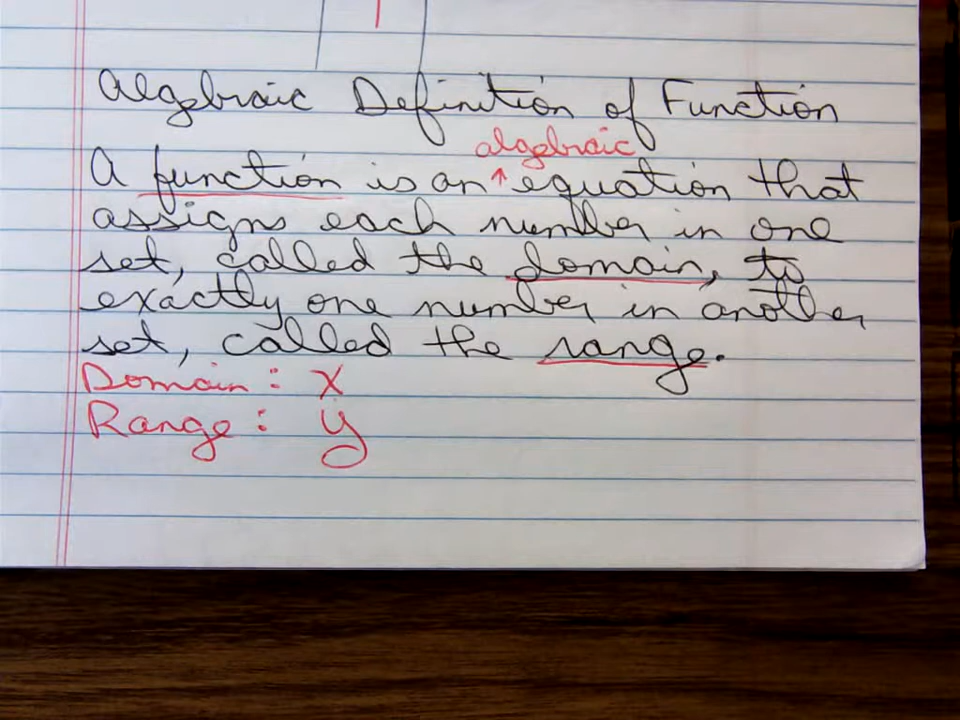 Algebraic Definition of Function
algebraic
A function is an ↑ equation that
assigns each number in one
set, called the domain, to
exactly one number in another
set, called the range.
Domain: x
Range: y